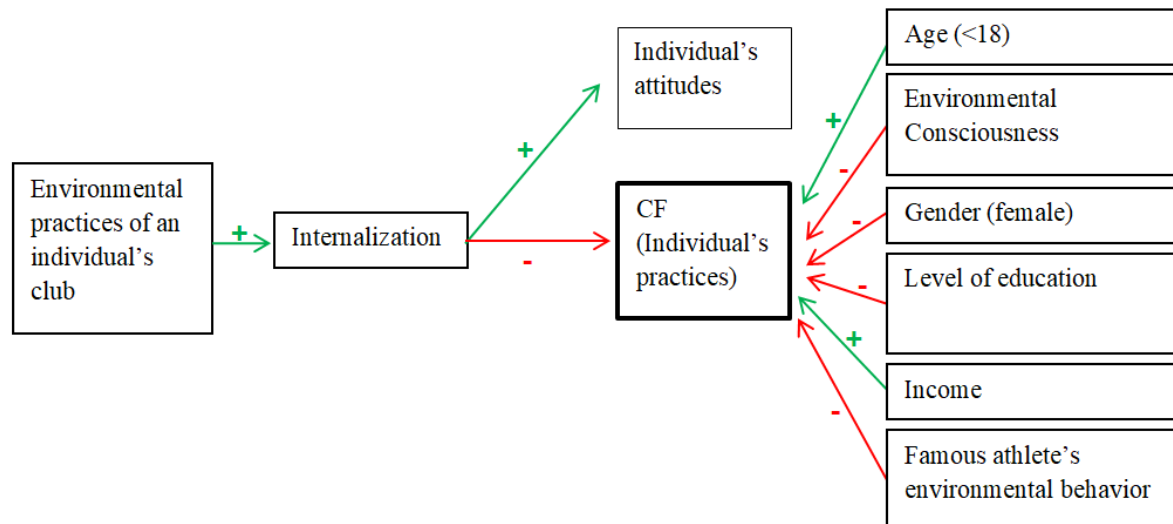 Environmental
practices of an
individual’s
club
+
Internalization
+
-
Individual’s
attitudes
CF
(Individual’s
practices)
+
-
-
-
+
-
Age (<18)
Environmental
Consciousness
Gender (female)
Level of education
Income
Famous athlete’s
environmental behavior